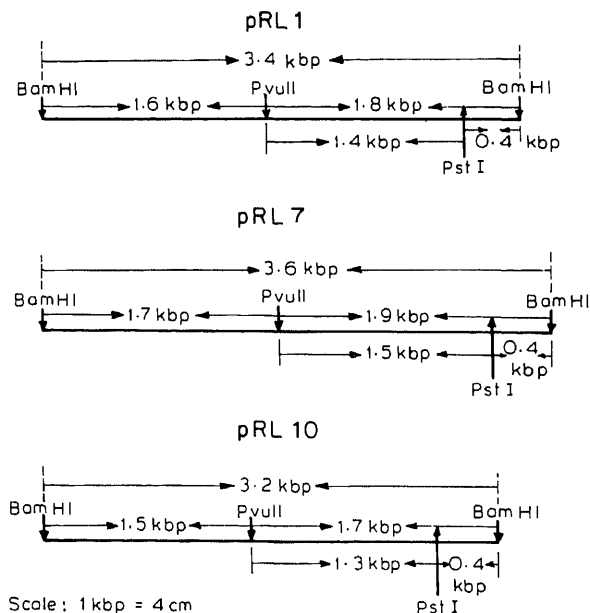 pRL 1
3.4 kbp
BamHI PvuII BamHI
1.6 kbp 1.8 kbp
1.4 kbp 0.4 kbp
Pst I
pRL 7
3.6 kbp
BamHI PvuII BamHI
1.7 kbp 1.9 kbp
1.5 kbp 0.4
kbp
Pst I
pRL 10
3.2 kbp
BamHI PvuII BamHI
1.5 kbp 1.7 kbp
1.3 kbp 0.4
kbp
Scale; 1 kbp = 4 cm Pst I